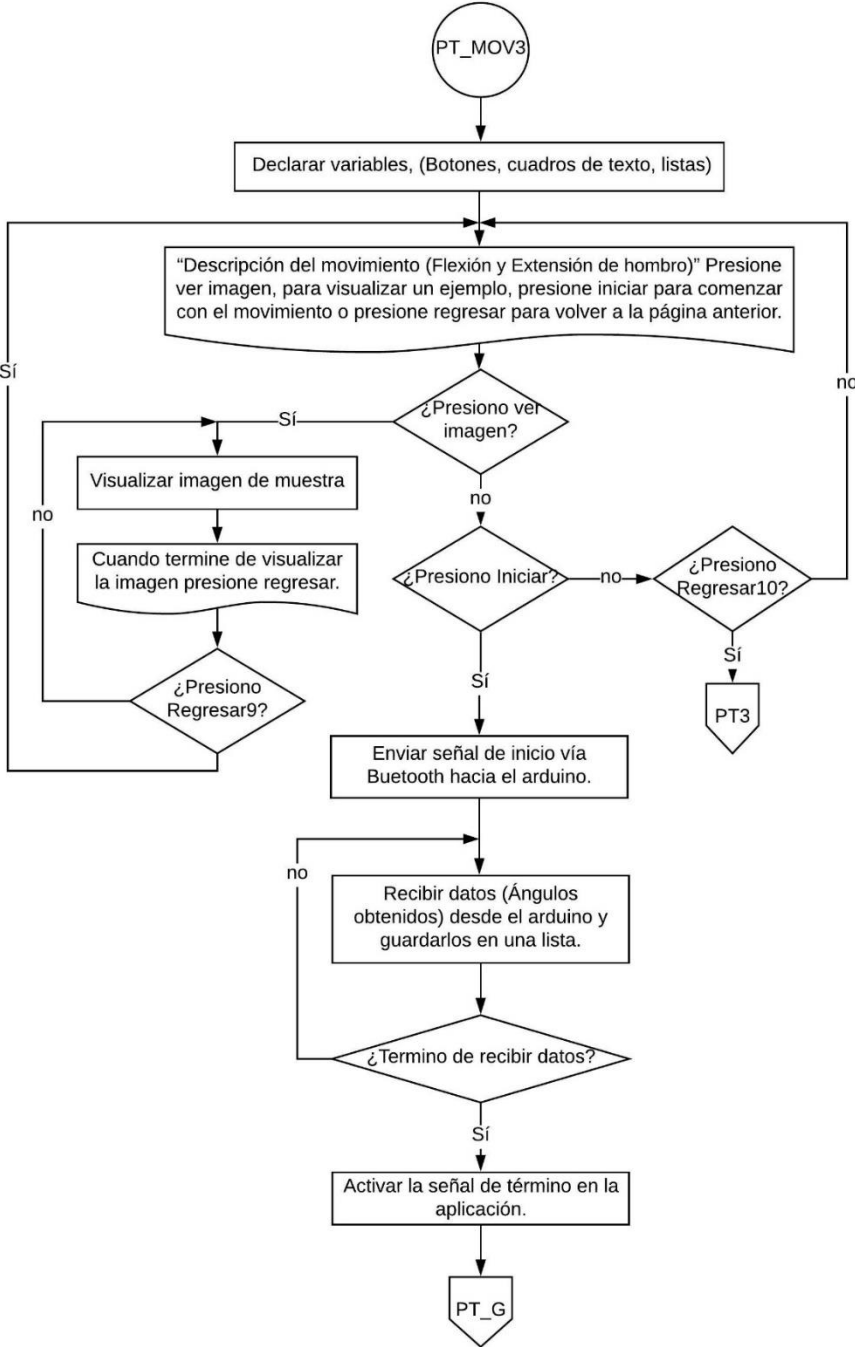 PT_MOV3
Declarar variables, (Botones, cuadros de texto, listas)
“Descripción del movimiento (Flexión y Extensión de hombro)” Presione
ver imagen, para visualizar un ejemplo, presione iniciar para comenzar
con el movimiento o presione regresar para volver a la página anterior.
Sí
no
¿Presiono ver
imagen?
Sí
Visualizar imagen de muestra
no
no
Cuando termine de visualizar
la imagen presione regresar.
¿Presiono Iniciar?
no
¿Presiono
Regresar10?
¿Presiono
Regresar9?
Sí
Sí
PT3
Enviar señal de inicio vía
Buetooth hacia el arduino.
no
Recibir datos (Ángulos
obtenidos) desde el arduino y
guardarlos en una lista.
¿Termino de recibir datos?
Sí
Activar la señal de término en la
aplicación.
PT_G